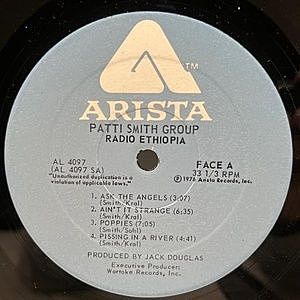 TM
ARISTA
PATTI SMITH GROUP
RADIO ETHIOPIA
AL 4097
(AL 4097 SA)
"Unauthorized duplication is a
violation of applicable laws."
FACE A
33 1/3 RPM
℗ 1976 Arista Records, Inc.
1. ASK THE ANGELS (3:07)
(Smith/Kral)
2. AIN'T IT STRANGE (6:35)
(Smith/Kral)
3. POPPIES (7:05)
(Smith/Sohl)
4. PISSING IN A RIVER (4:41)
(Smith/Kral)
PRODUCED BY JACK DOUGLAS
Executive Producer:
Wartoke Records, Inc.